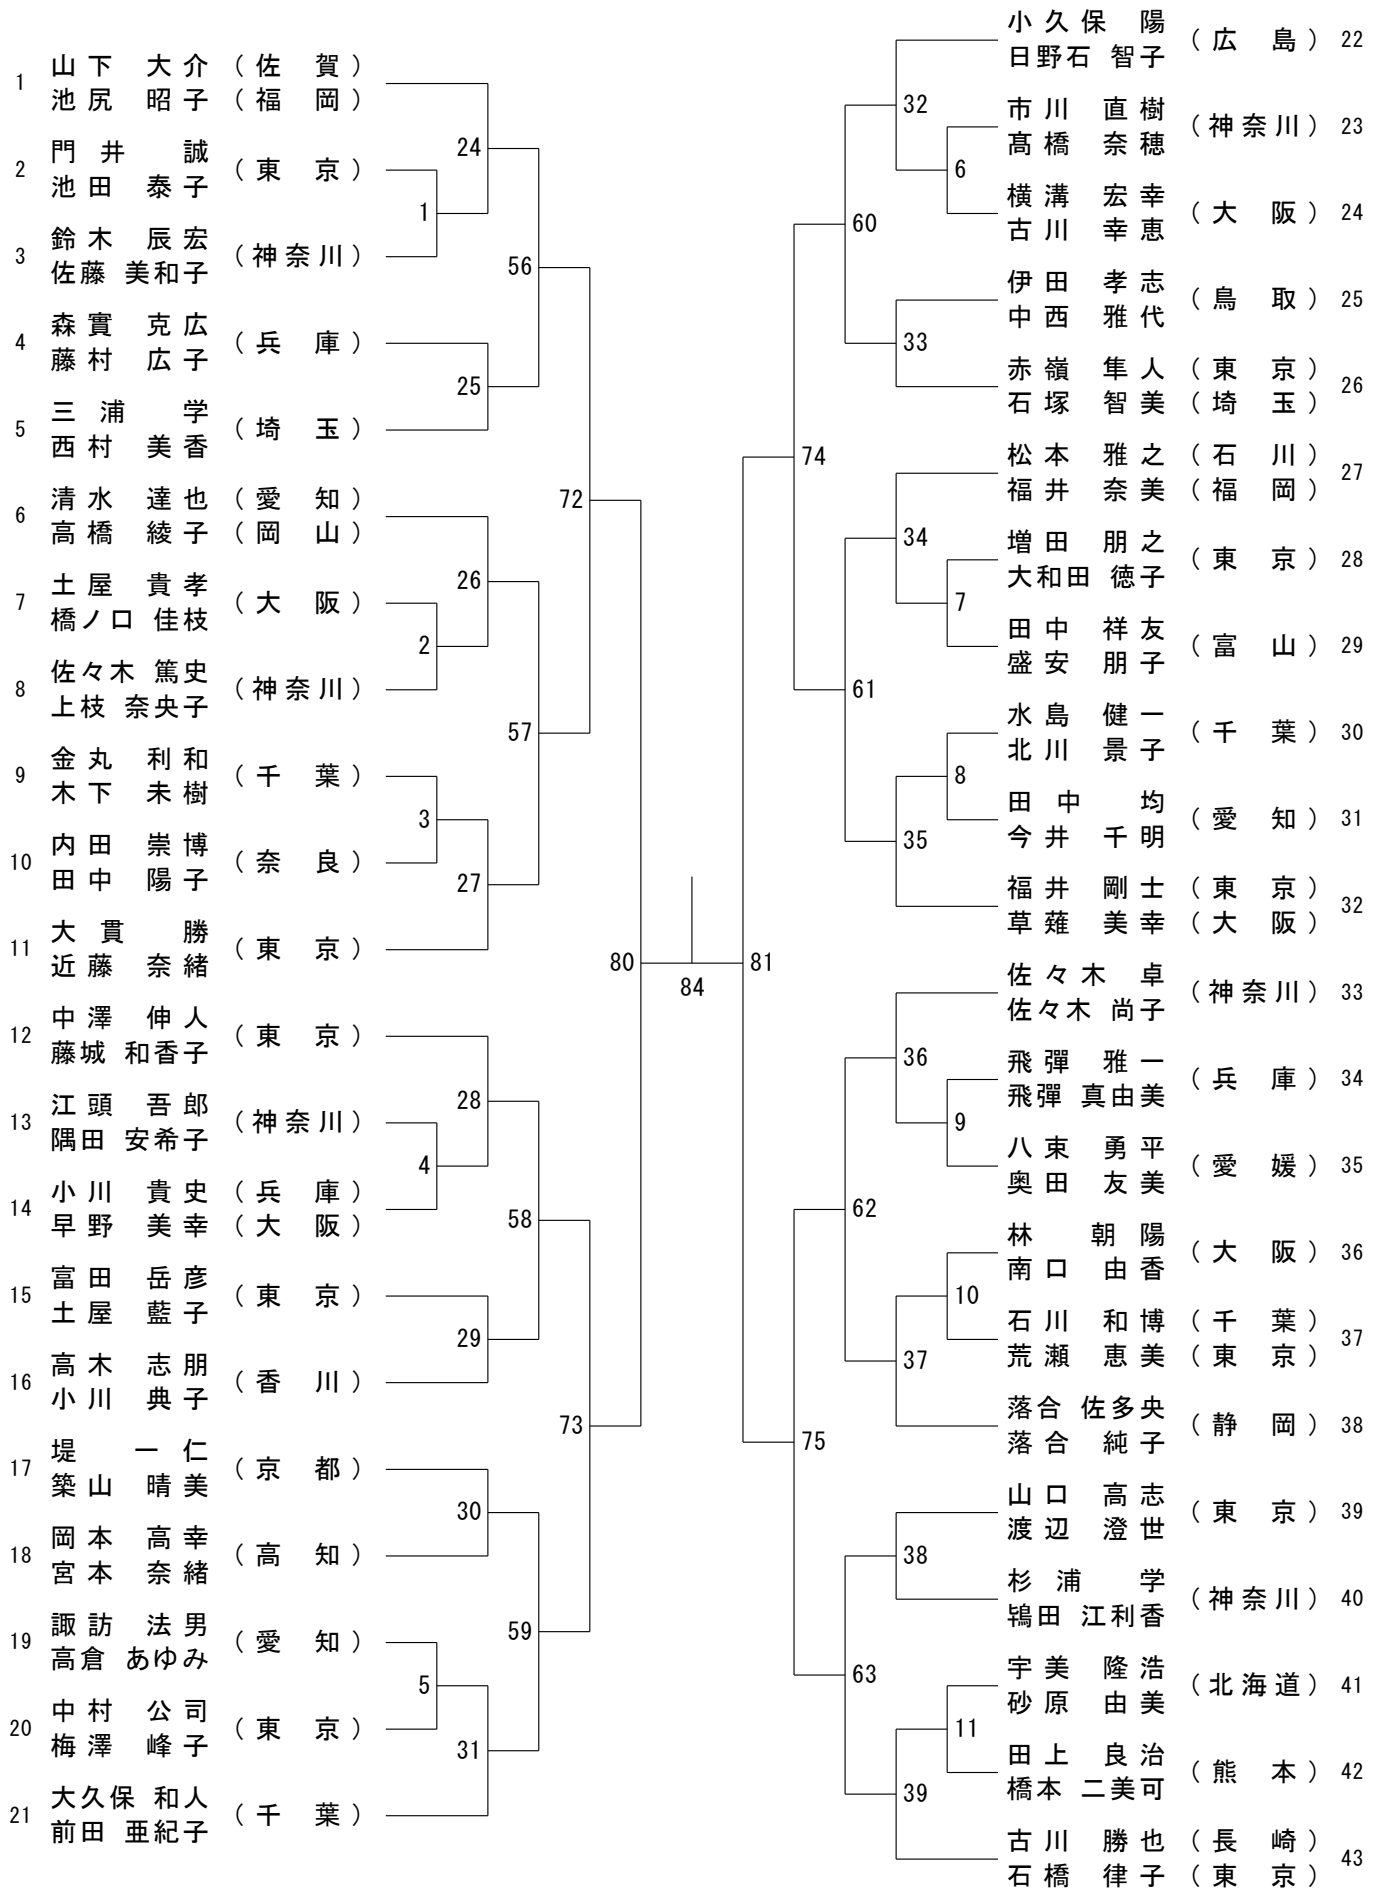 1 山下 大介 (佐賀)
池尻 昭子 (福岡)
2 門井 誠 (東京)
池田 泰子
3 鈴木 辰宏 (神奈川)
佐藤 美和子
4 森實 克広 (兵庫)
藤村 広子
5 三浦 学 (埼玉)
西村 美香
6 清水 達也 (愛知)
高橋 綾子 (岡山)
7 土屋 貴孝 (大阪)
橋ノ口 佳枝
8 佐々木 篤史 (神奈川)
上枝 奈央子
9 金丸 利和 (千葉)
木下 未樹
10 内田 崇博 (奈良)
田中 陽子
11 大貫 勝 (東京)
近藤 奈緒
12 中澤 伸人 (東京)
藤城 和香子
13 江頭 吾郎 (神奈川)
隅田 安希子
14 小川 貴史 (兵庫)
早野 美幸 (大阪)
15 富田 岳彦 (東京)
土屋 藍子
16 高木 志朋 (香川)
小川 典子
17 堤 一仁 (京都)
築山 晴美
18 岡本 高幸 (高知)
宮本 奈緒
19 諏訪 法男 (愛知)
高倉 あゆみ
20 中村 公司 (東京)
梅澤 峰子
21 大久保 和人 (千葉)
前田 亜紀子
24
1
56
25
72
26
2
57
3
27
80
28
4
58
29
73
30
59
5
31
84
81
32
6
60
33
74
34
7
61
8
35
36
9
62
10
37
75
38
63
11
39
小久保 陽 (広島) 22
日野石 智子
市川 直樹 (神奈川) 23
髙橋 奈穂
横溝 宏幸 (大阪) 24
古川 幸恵
伊田 孝志 (鳥取) 25
中西 雅代
赤嶺 隼人 (東京) 26
石塚 智美 (埼玉)
松本 雅之 (石川) 27
福井 奈美 (福岡)
増田 朋之 (東京) 28
大和田 徳子
田中 祥友 (富山) 29
盛安 朋子
水島 健一 (千葉) 30
北川 景子
田中 均 (愛知) 31
今井 千明
福井 剛士 (東京) 32
草薙 美幸 (大阪)
佐々木 卓 (神奈川) 33
佐々木 尚子
飛彈 雅一 (兵庫) 34
飛彈 真由美
八束 勇平 (愛媛) 35
奥田 友美
林 朝陽 (大阪) 36
南口 由香
石川 和博 (千葉) 37
荒瀬 恵美 (東京)
落合 佐多央 (静岡) 38
落合 純子
山口 高志 (東京) 39
渡辺 澄世
杉浦 学 (神奈川) 40
鴇田 江利香
宇美 隆浩 (北海道) 41
砂原 由美
田上 良治 (熊本) 42
橋本 二美可
古川 勝也 (長崎) 43
石橋 律子 (東京)